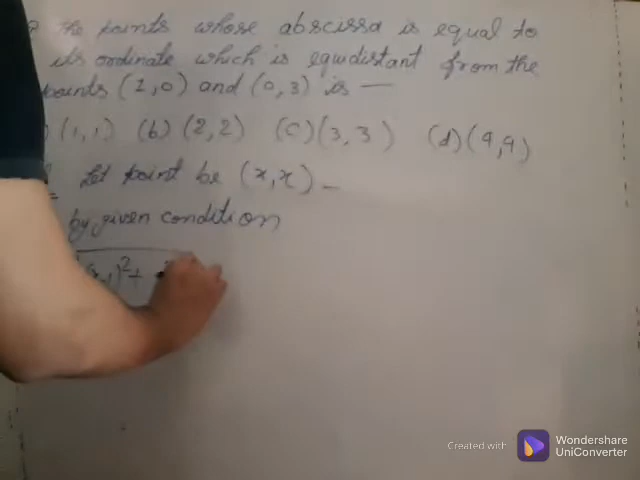 The points whose abscissa is equal to
its ordinate which is equidistant from the
points (1,0) and (0,3) is —
(1,1) (b) (2,2) (c) (3,3) (d) (4,4)
Let point be (x,x) –
by given condition
(x-1)²+
Created with Wondershare UniConverter